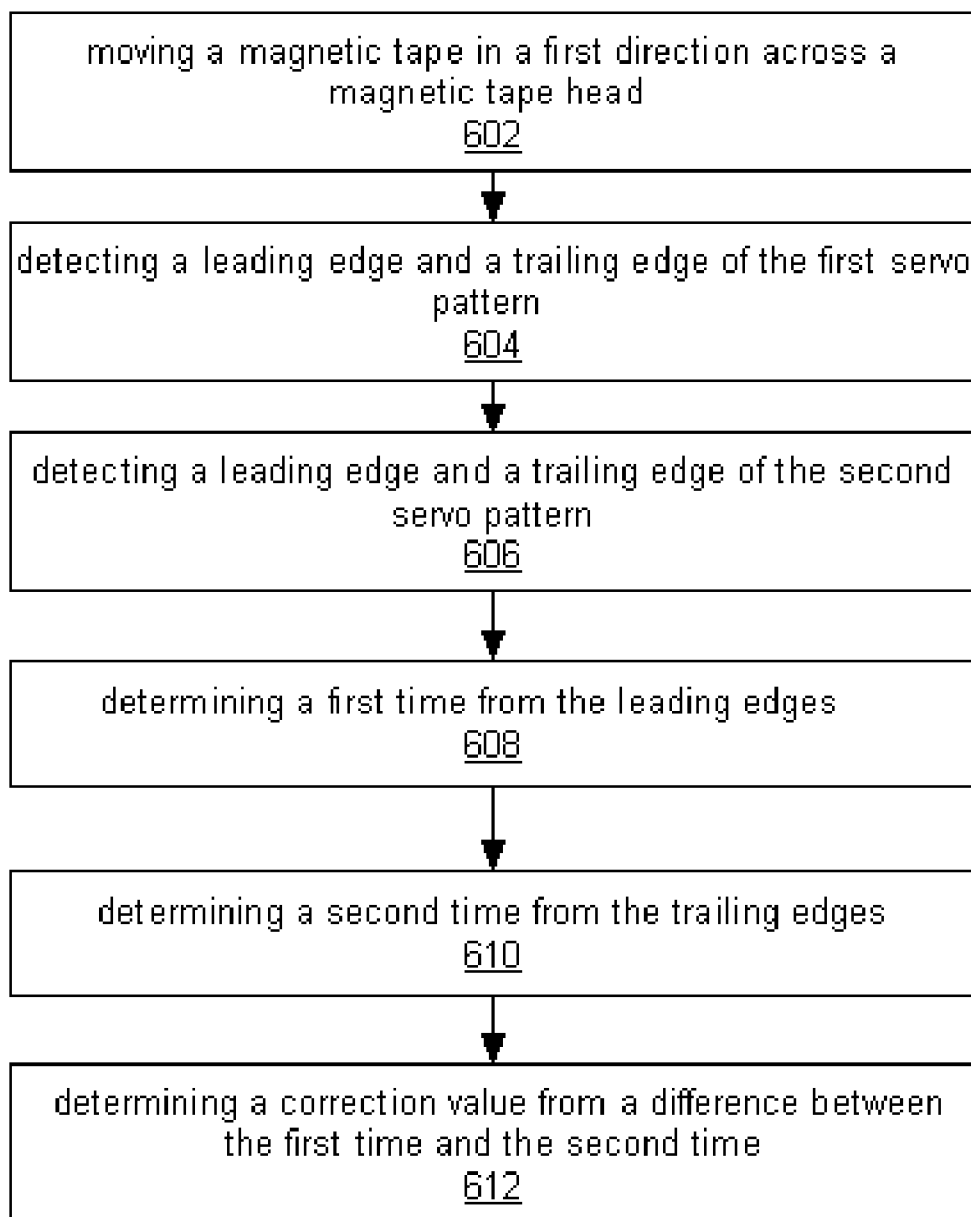 moving a magnetic tape in a first direction across a
magnetic tape head
602
detecting a leading edge and a trailing edge of the first servo
pattern
604
detecting a leading edge and a trailing edge of the second
servo pattern
606
determining a first time from the leading edges
608
determining a second time from the trailing edges
610
determining a correction value from a difference between
the first time and the second time
612